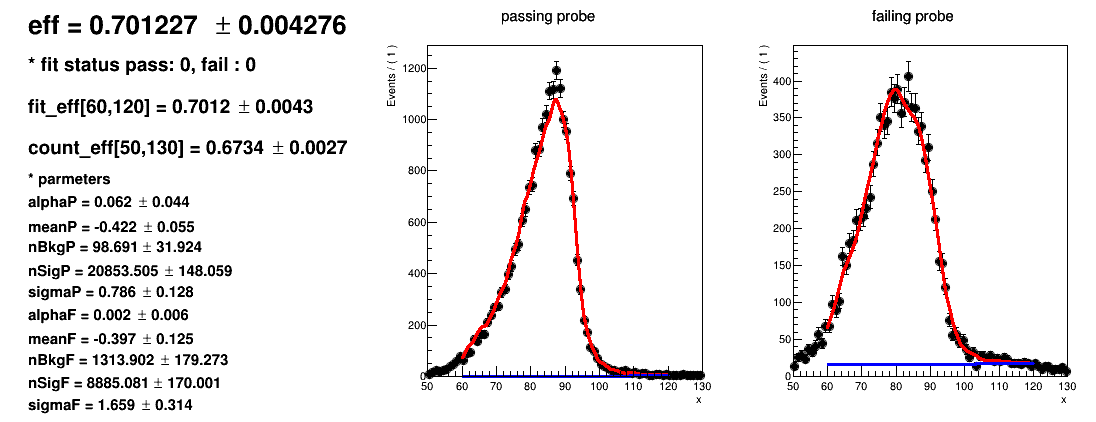 eff = 0.701227 ± 0.004276
* fit status pass: 0, fail : 0
fit_eff[60,120] = 0.7012 ± 0.0043
count_eff[50,130] = 0.6734 ± 0.0027
* parmeters
alphaP = 0.062 ± 0.044
meanP = -0.422 ± 0.055
nBkgP = 98.691 ± 31.924
nSigP = 20853.505 ± 148.059
sigmaP = 0.786 ± 0.128
alphaF = 0.002 ± 0.006
meanF = -0.397 ± 0.125
nBkgF = 1313.902 ± 179.273
nSigF = 8885.081 ± 170.001
sigmaF = 1.659 ± 0.314
passing probe
Events / ( 1 )
1200
1000
800
600
400
200
0
50 60 70 80 90 100 110 120 130
x
failing probe
Events / ( 1 )
400
350
300
250
200
150
100
50
0
50 60 70 80 90 100 110 120 130
x